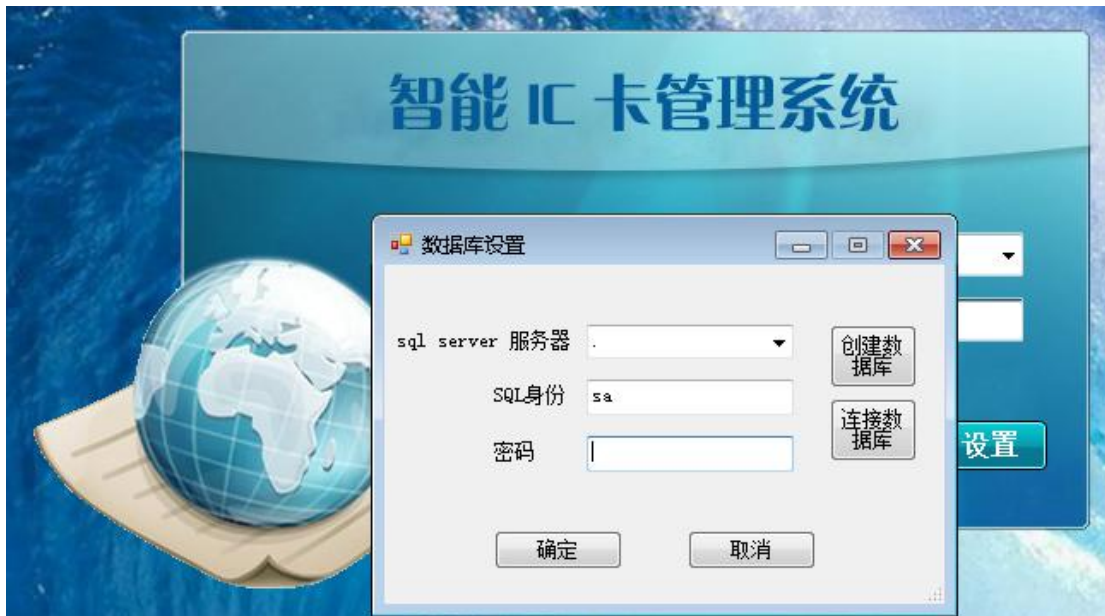 智能 IC 卡管理系统
数据库设置
sql server 服务器
.
创建数
据库
SQL身份
sa
连接数
据库
密码
设置
确定
取消